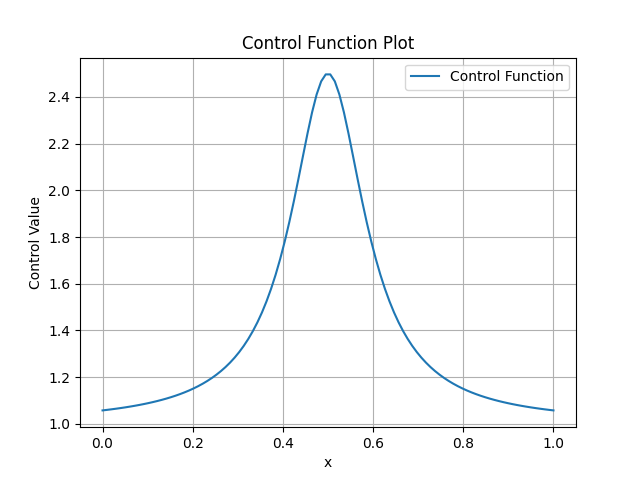 Control Function Plot
Control Function
2.4
2.2
2.0
1.8
1.6
1.4
1.2
1.0
Control Value
0.0 0.2 0.4 0.6 0.8 1.0
x